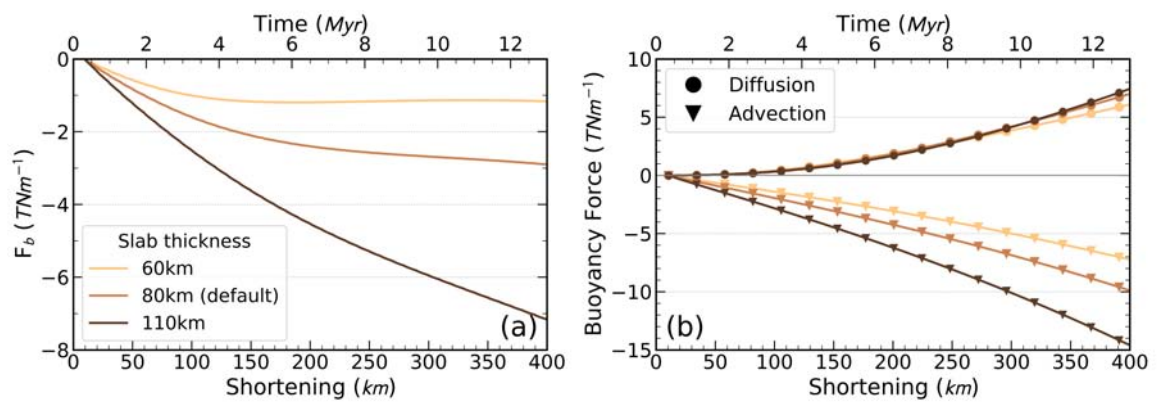 Time (Myr)
0 2 4 6 8 10 12
0
−2
−4
−6
−8
F_b (TNm⁻¹)
Slab thickness
60km
80km (default)
110km
(a)
0 50 100 150 200 250 300 350 400
Shortening (km)
Time (Myr)
0 2 4 6 8 10 12
10
5
0
−5
−10
−15
Buoyancy Force (TNm⁻¹)
Diffusion
Advection
(b)
0 50 100 150 200 250 300 350 400
Shortening (km)